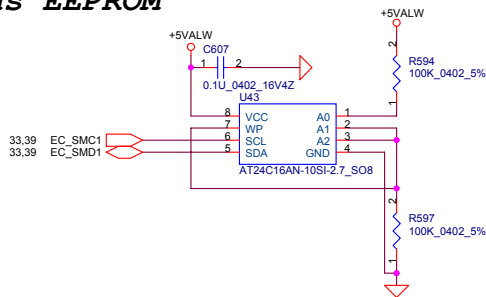 us EEPROM
+5VALW
+5VALW
C607
1 2
0.1U_0402_16V4Z
2
R594
100K_0402_5%
1
U43
8 VCC A0 1
7 WP A1 2
6 SCL A2 3
5 SDA GND 4
33,39 EC_SMC1
33,39 EC_SMD1
AT24C16AN-10SI-2.7_SO8
2
R597
100K_0402_5%
1